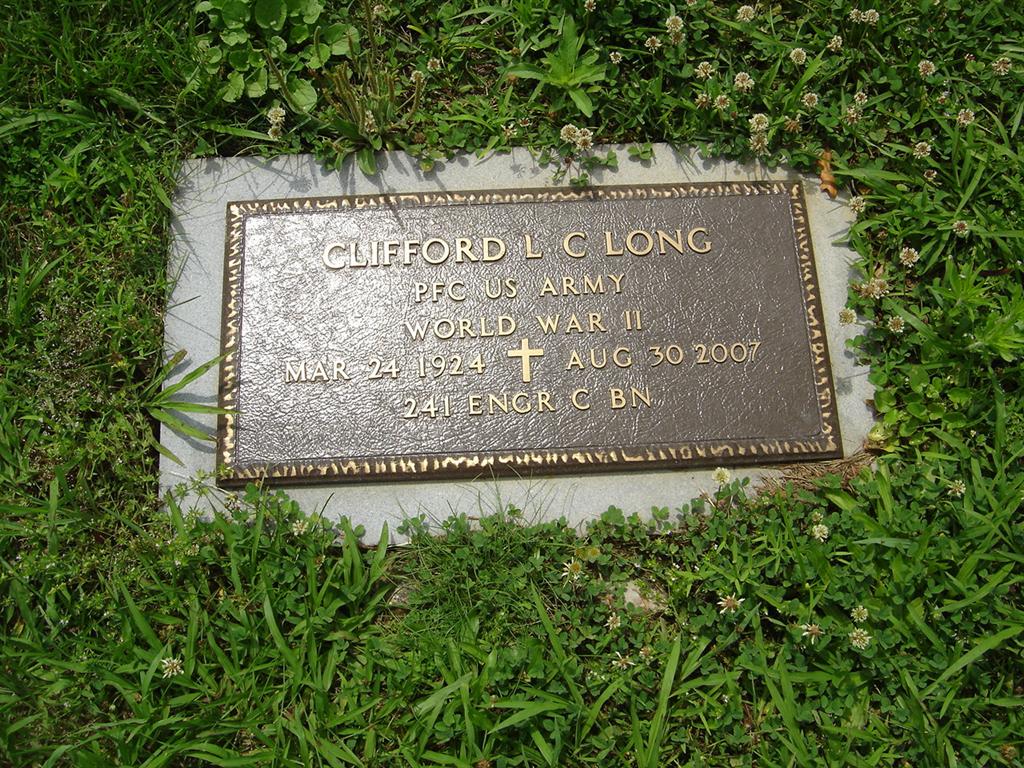 CLIFFORD L C LONG
PFC US ARMY
WORLD WAR II
MAR 24 1924 AUG 30 2007
241 ENGR C BN